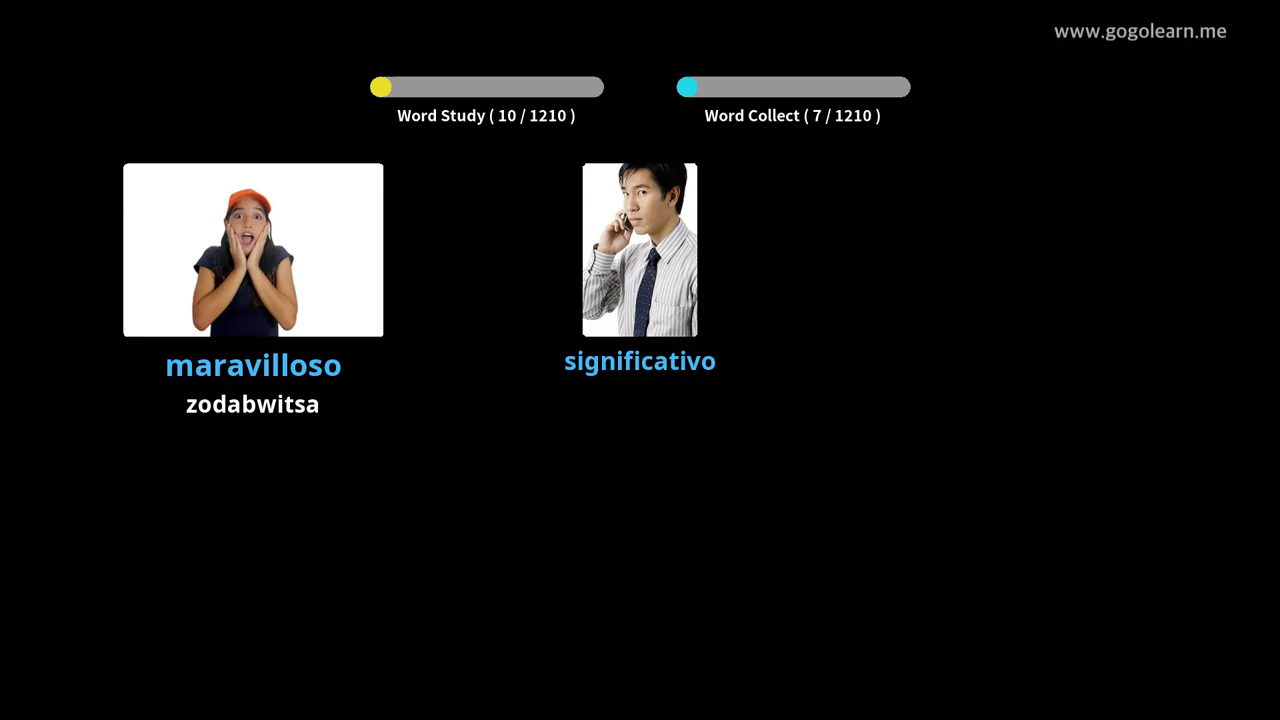 www.gogolearn.me
Word Study ( 10 / 1210 )
Word Collect ( 7 / 1210 )
maravilloso
zodabwitsa
significativo